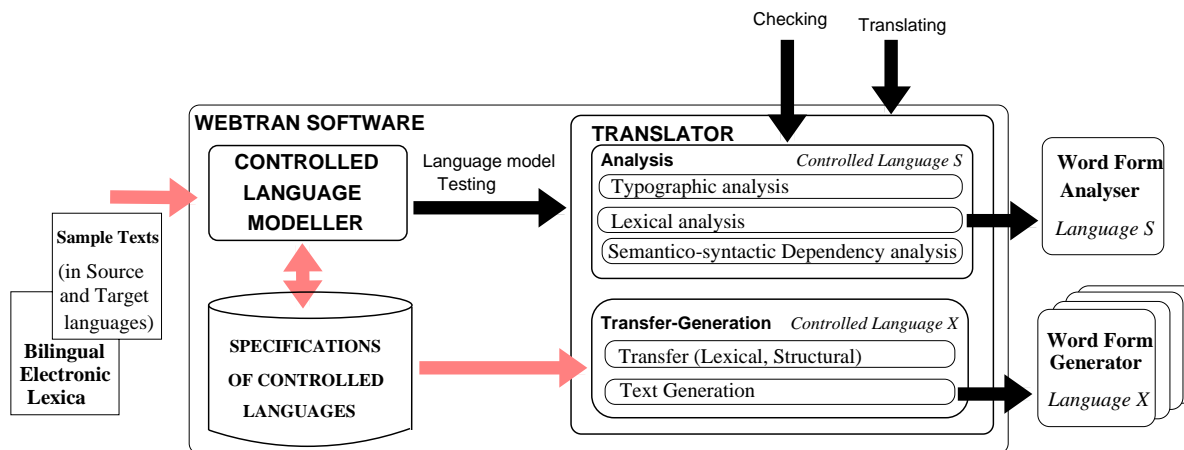 Checking
Translating
WEBTRAN SOFTWARE
CONTROLLED
LANGUAGE
MODELLER
Language model
Testing
TRANSLATOR
Analysis
Controlled Language S
Typographic analysis
Lexical analysis
Semantico-syntactic Dependency analysis
Word Form
Analyser
Language S
Sample Texts
(in Source
and Target
languages)
Bilingual
Electronic
Lexica
SPECIFICATIONS
OF CONTROLLED
LANGUAGES
Transfer-Generation
Controlled Language X
Transfer (Lexical, Structural)
Text Generation
Word Form
Generator
Language X